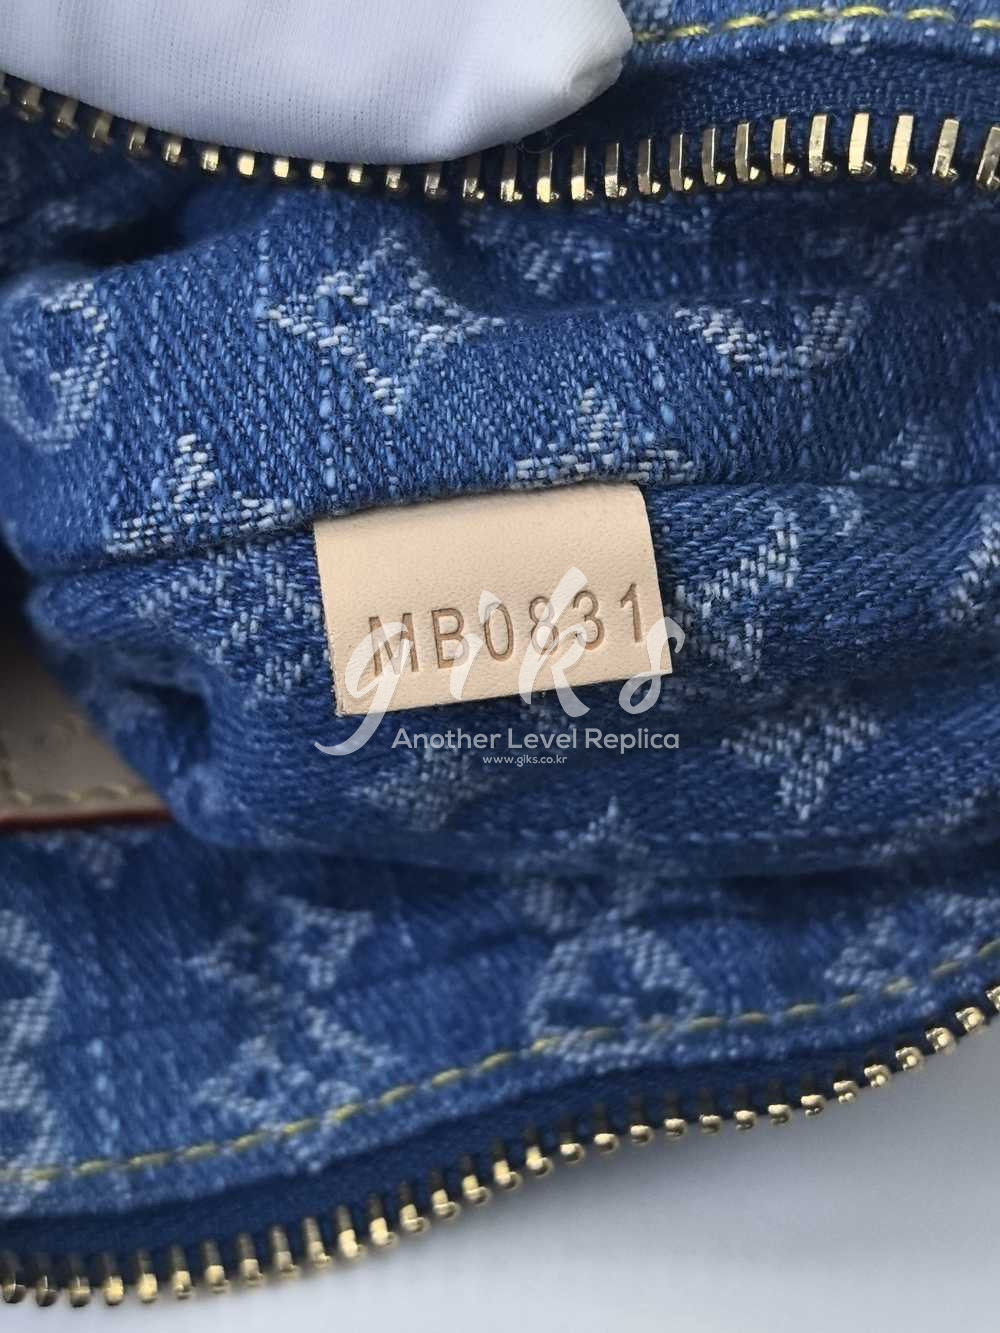 MB0831
giks
Another Level Replica
www.giks.co.kr